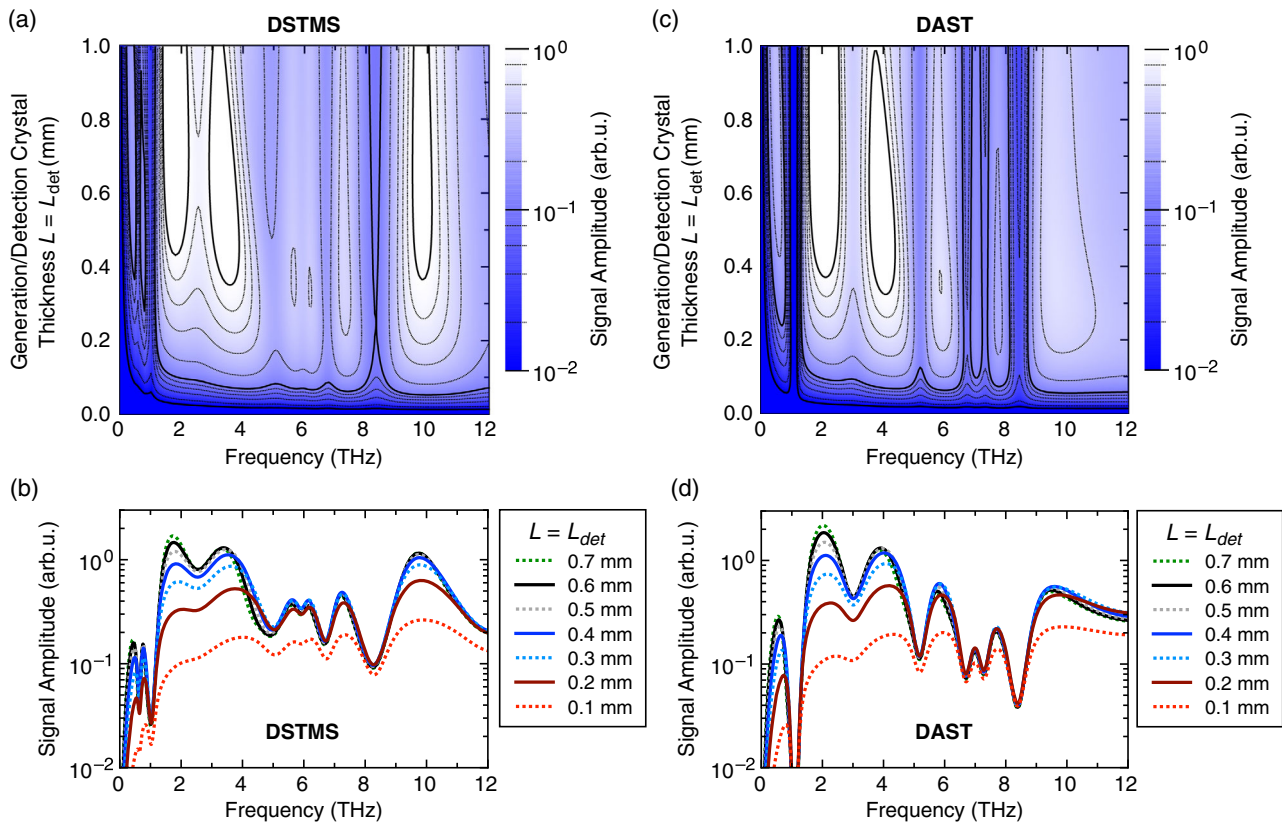 (a)
DSTMS
Generation/Detection Crystal
Thickness L = L_det (mm)
1.0
0.8
0.6
0.4
0.2
0.0
0
2
4
6
8
10
12
Frequency (THz)
10^0
10^-1
10^-2
Signal Amplitude (arb.u.)
(c)
DAST
Generation/Detection Crystal
Thickness L = L_det (mm)
1.0
0.8
0.6
0.4
0.2
0.0
0
2
4
6
8
10
12
Frequency (THz)
10^0
10^-1
10^-2
Signal Amplitude (arb.u.)
(b)
Signal Amplitude (arb.u.)
10^0
10^-1
10^-2
DSTMS
0
2
4
6
8
10
12
Frequency (THz)
L = L_det
0.7 mm
0.6 mm
0.5 mm
0.4 mm
0.3 mm
0.2 mm
0.1 mm
(d)
Signal Amplitude (arb.u.)
10^0
10^-1
10^-2
DAST
0
2
4
6
8
10
12
Frequency (THz)
L = L_det
0.7 mm
0.6 mm
0.5 mm
0.4 mm
0.3 mm
0.2 mm
0.1 mm